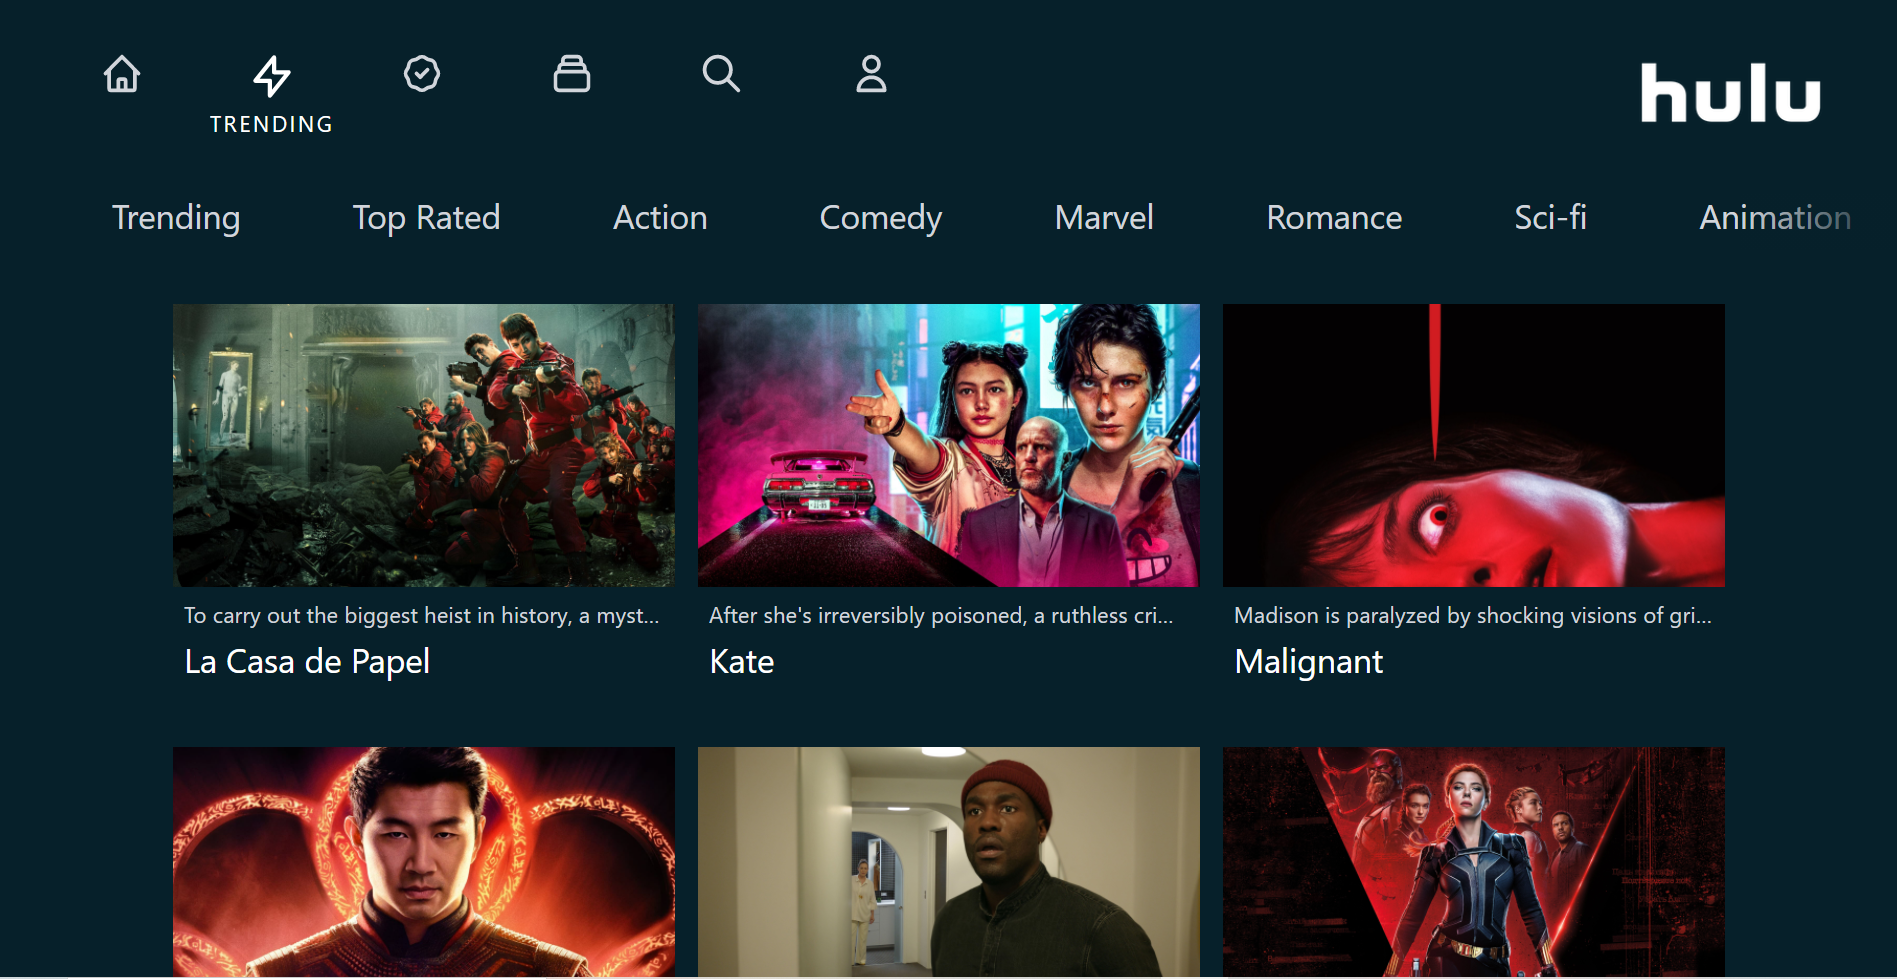 TRENDING
hulu
Trending
Top Rated
Action
Comedy
Marvel
Romance
Sci-fi
Animation
To carry out the biggest heist in history, a myst...
La Casa de Papel
After she's irreversibly poisoned, a ruthless cri...
Kate
Madison is paralyzed by shocking visions of gri...
Malignant